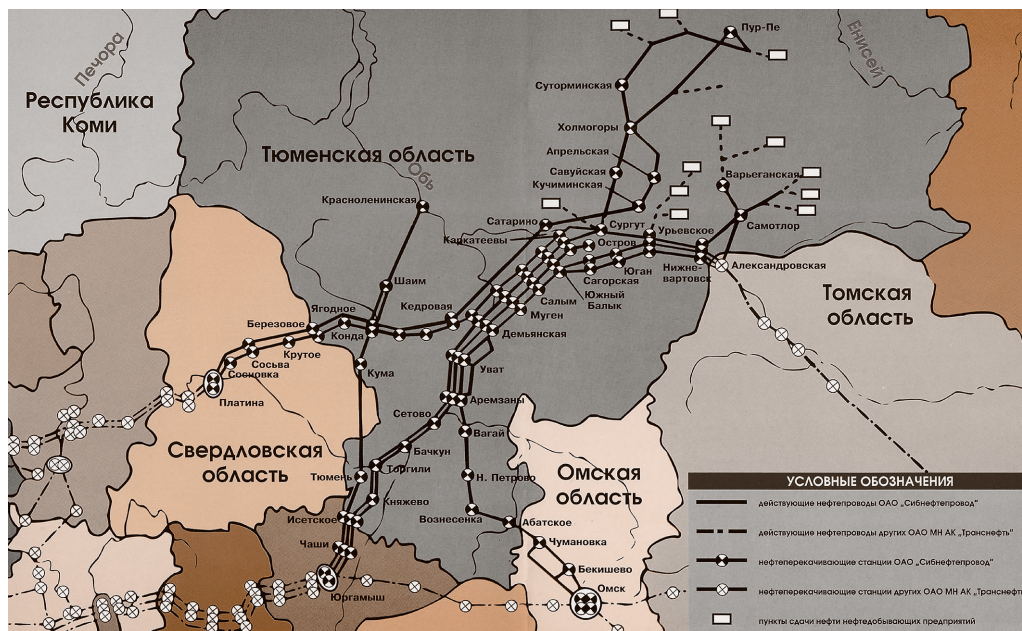 Печора
Енисей
Пур-Пе
Республика
Коми
Сутorминская
Холмогоры
Тюменская область
Апрельская
Обь
Савуйская
Кучиминская
Варьеганская
Красноленинская
Сатарино
Сургут
Урьевское
Самотлор
Каркатеевы
Остров
Александровская
Шаим
Сагорская
Юган
Нижне-
вартовск
Южный
Балык
Салым
Муген
Томская
область
Кедровая
Ягодное
Березовое
Конда
Демьянская
Крутое
Сосьва
Сосновка
Кума
Уват
Платина
Аремзаны
Сетово
Вагай
Свердловская
область
Бачкун
Торгили
Омская
область
Тюмень
Н. Петрово
Княжево
Исетское
Вознесенка
Абатское
Чаши
Чумановка
Бекишево
Юргамыш
Омск
УСЛОВНЫЕ ОБОЗНАЧЕНИЯ
действующие нефтепроводы ОАО „Сибнефтепровод"
действующие нефтепроводы других ОАО МН АК „Транснефть"
нефтеперекачивающие станции ОАО „Сибнефтепровод"
нефтеперекачивающие станции других ОАО МН АК „Транснефт
пункты сдачи нефти нефтедобывающих предприятий